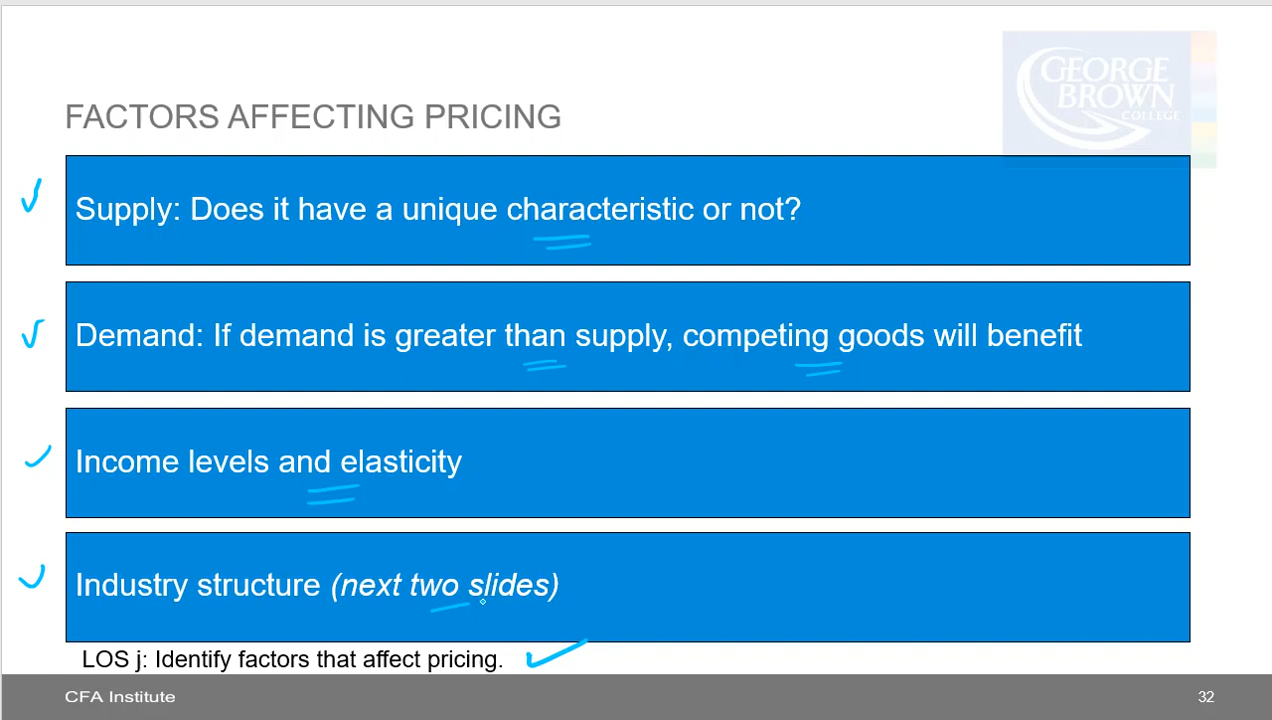 GEORGE
BROWN
COLLEGE
FACTORS AFFECTING PRICING
Supply: Does it have a unique characteristic or not?
Demand: If demand is greater than supply, competing goods will benefit
Income levels and elasticity
Industry structure (next two slides)
LOS j: Identify factors that affect pricing.
CFA Institute
32